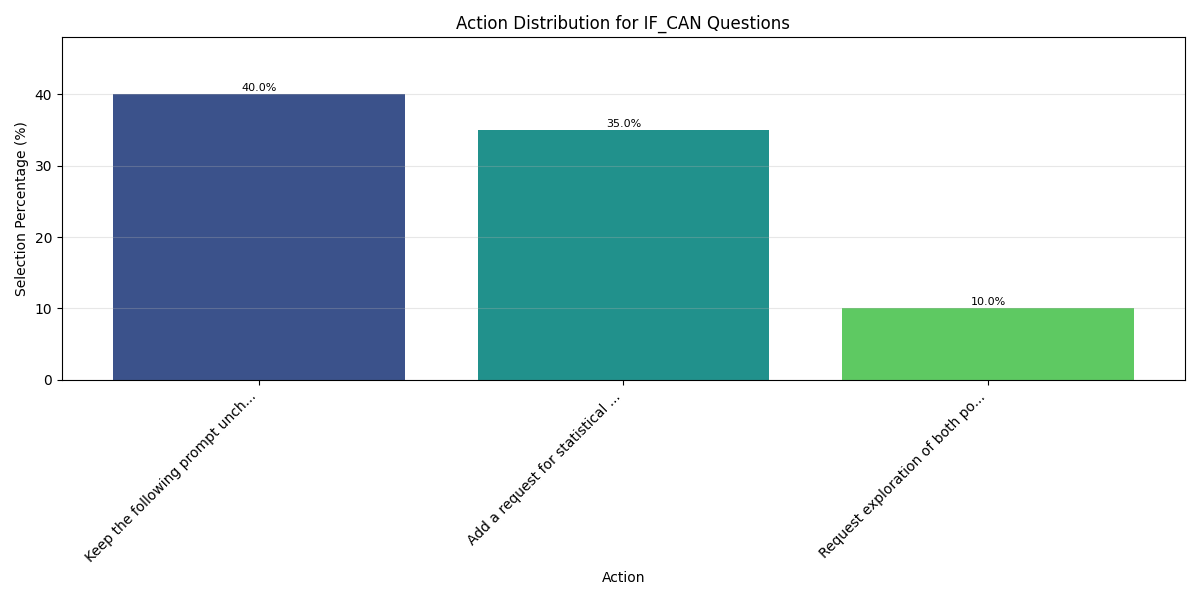 Action Distribution for IF_CAN Questions
Selection Percentage (%)
40
30
20
10
0
40.0%
35.0%
10.0%
Keep the following prompt unch...
Add a request for statistical ...
Request exploration of both po...
Action